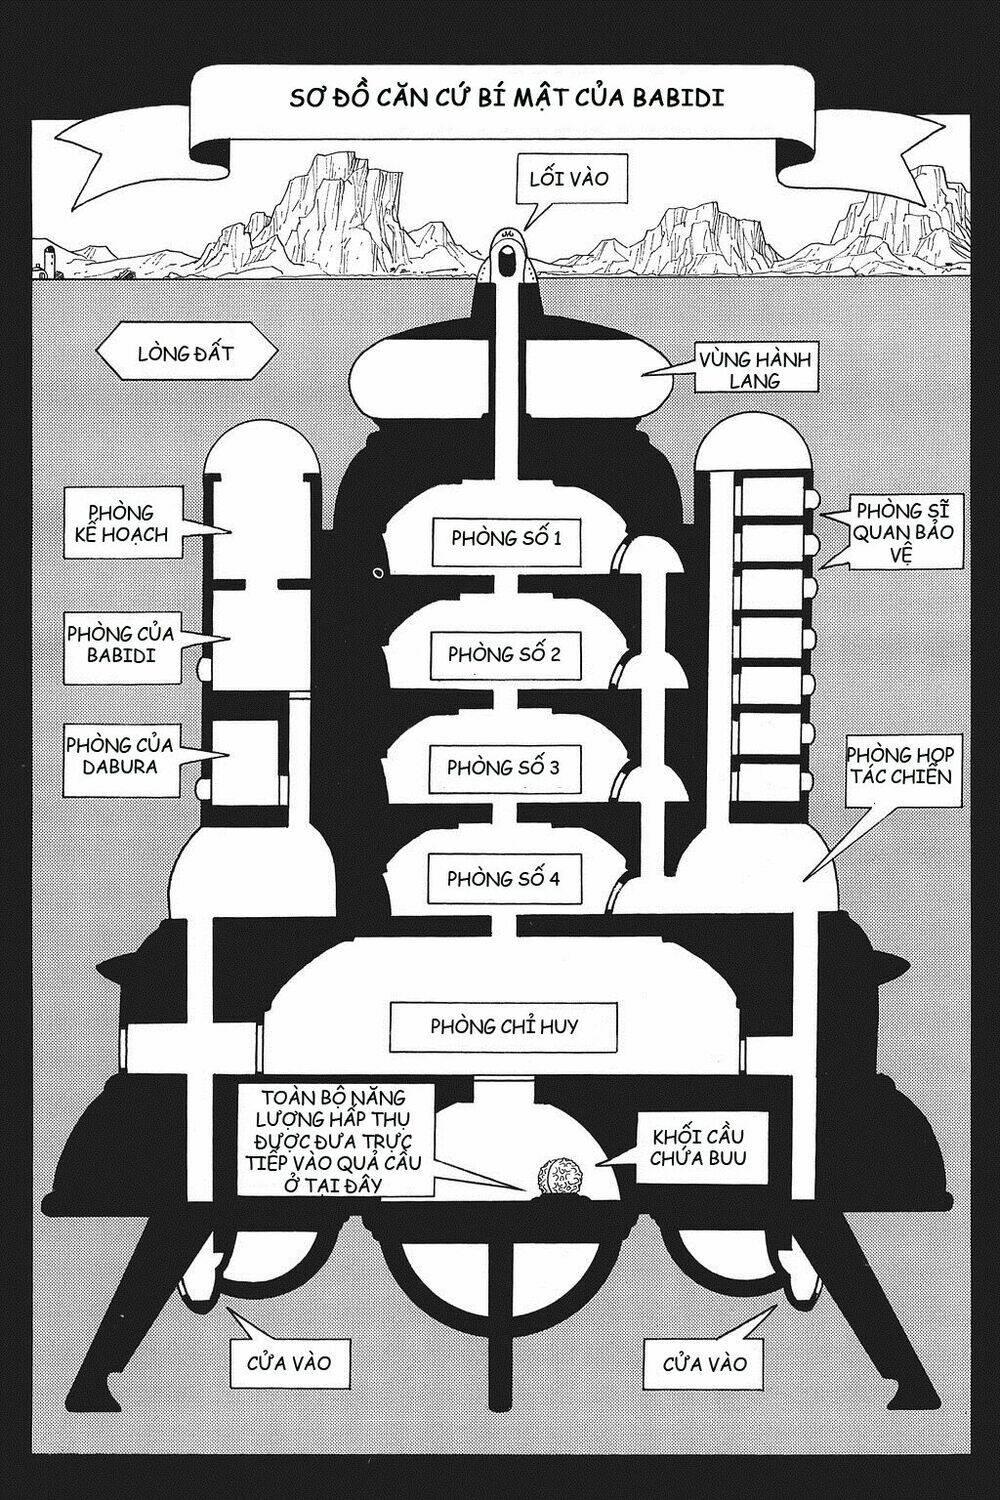 SƠ ĐỒ CĂN CỨ BÍ MẬT CỦA BABIDI
LỐI VÀO
LÒNG ĐẤT
VÙNG HÀNH
LANG
PHÒNG
KẾ HOẠCH
PHÒNG SỐ 1
PHÒNG SĨ
QUAN BẢO
VỆ
PHÒNG CỦA
BABIDI
PHÒNG SỐ 2
PHÒNG CỦA
DABURA
PHÒNG SỐ 3
PHÒNG HỌP
TÁC CHIẾN
PHÒNG SỐ 4
PHÒNG CHỈ HUY
TOÀN BỘ NĂNG
LƯỢNG HẤP THỤ
ĐƯỢC ĐƯA TRỰC
TIẾP VÀO QUẢ CẦU
Ở TẠI ĐÂY
KHỐI CẦU
CHỨA BUU
CỬA VÀO
CỬA VÀO